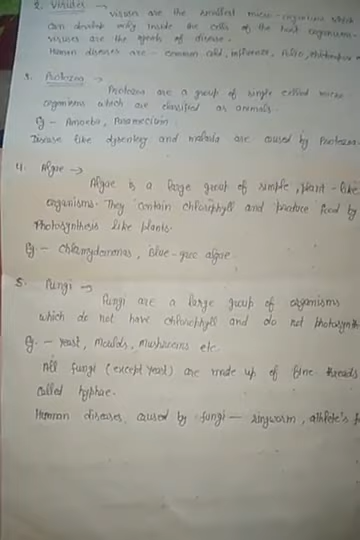 2. Viruses →
Viruses are the smallest micro-organisms which
can develop only inside the cells of the host organism.
viruses are the agents of disease.
Human diseases are - common cold, influenza, Polio, chickenpox
3. Protozoa →
Protozoa are a group of single celled micro-
organisms which are classified as animals.
Eg - Amoeba, Paramecium.
Disease like dysentery and malaria are caused by Protozoa.
4. Algae →
Algae is a large group of simple, plant-like
organisms. They contain chlorophyll and produce food by
Photosynthesis like plants.
Eg. - Chlamydomonas, Blue-green algae
5. Fungi →
Fungi are a large group of organisms
which do not have chlorophyll and do not photosynth
Eg. - Yeast, Moulds, Mushrooms etc.
All fungi (except yeast) are made up of fine threads
called hyphae.
Human diseases caused by fungi — ringworm, athlete's f